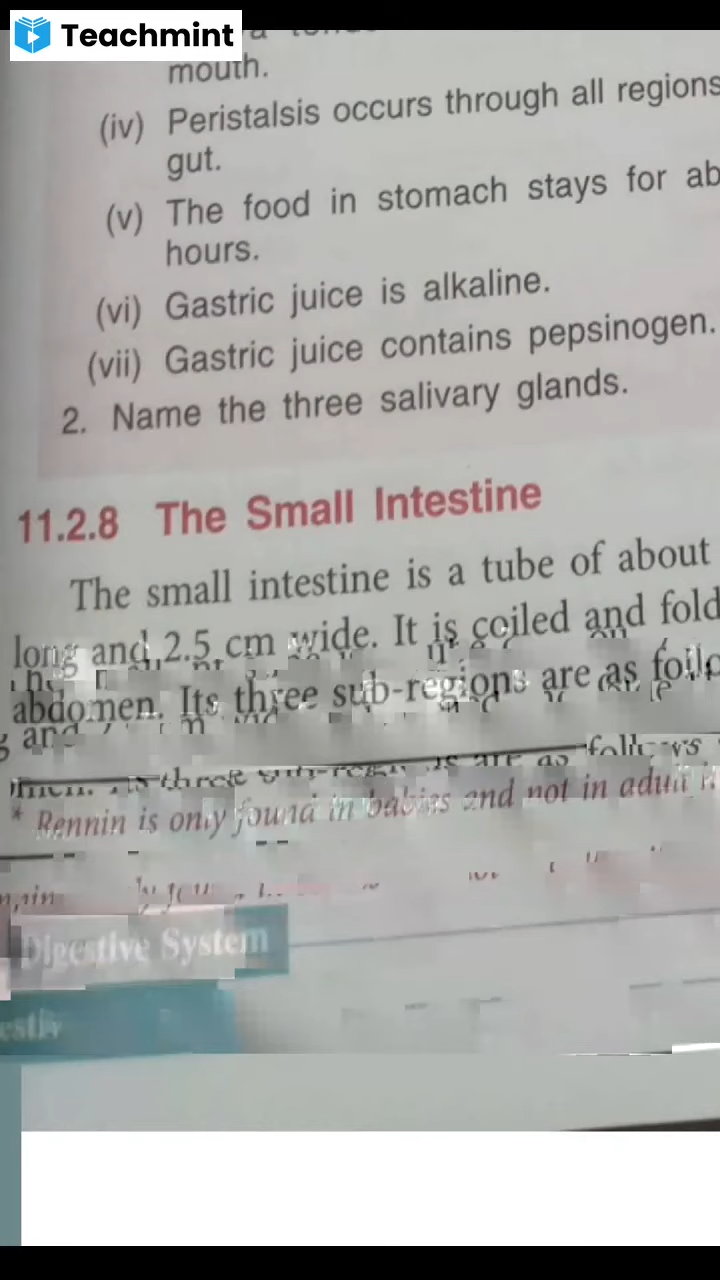 Teachmint
mouth.
(iv) Peristalsis occurs through all regions
gut.
(v) The food in stomach stays for ab
hours.
(vi) Gastric juice is alkaline.
(vii) Gastric juice contains pepsinogen.
2. Name the three salivary glands.
11.2.8 The Small Intestine
The small intestine is a tube of about
long and 2.5 cm wide. It is coiled and fold
abdomen. Its three sub-regions are as follo
* Rennin is only found in babies and not in adult
Digestive System